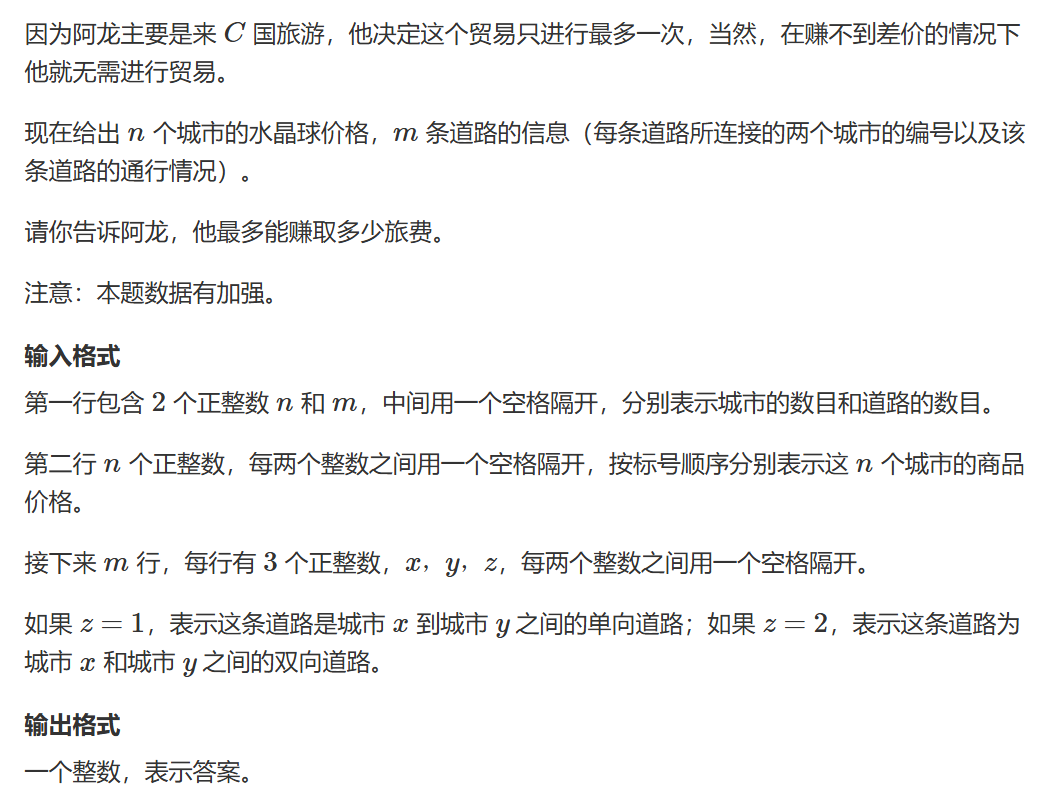 因为阿龙主要是来 C 国旅游，他决定这个贸易只进行最多一次，当然，在赚不到差价的情况下
他就无需进行贸易。
现在给出 n 个城市的水晶球价格，m 条道路的信息（每条道路所连接的两个城市的编号以及该
条道路的通行情况）。
请你告诉阿龙，他最多能赚取多少旅费。
注意：本题数据有加强。
输入格式
第一行包含 2 个正整数 n 和 m，中间用一个空格隔开，分别表示城市的数目和道路的数目。
第二行 n 个正整数，每两个整数之间用一个空格隔开，按标号顺序分别表示这 n 个城市的商品
价格。
接下来 m 行，每行有 3 个正整数，x，y，z，每两个整数之间用一个空格隔开。
如果 z = 1，表示这条道路是城市 x 到城市 y 之间的单向道路；如果 z = 2，表示这条道路为
城市 x 和城市 y 之间的双向道路。
输出格式
一个整数，表示答案。